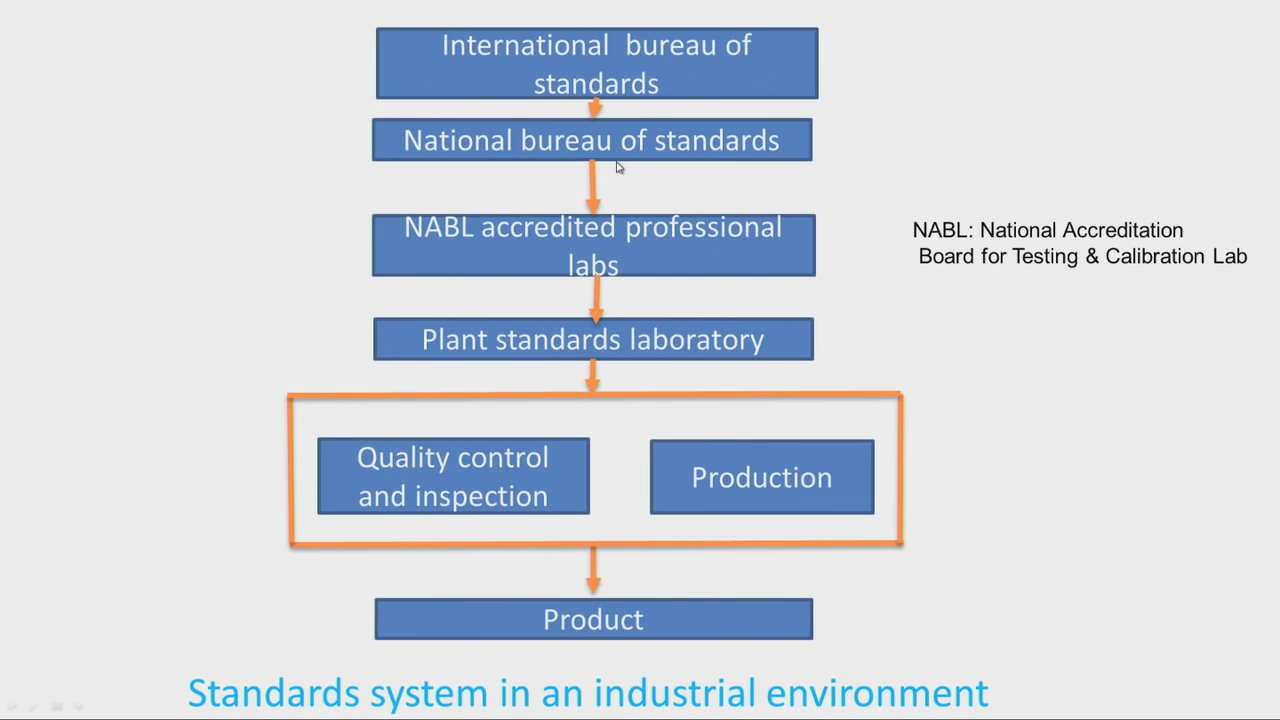 International bureau of
standards
National bureau of standards
NABL accredited professional
labs
NABL: National Accreditation
Board for Testing & Calibration Lab
Plant standards laboratory
Quality control
and inspection
Production
Product
Standards system in an industrial environment